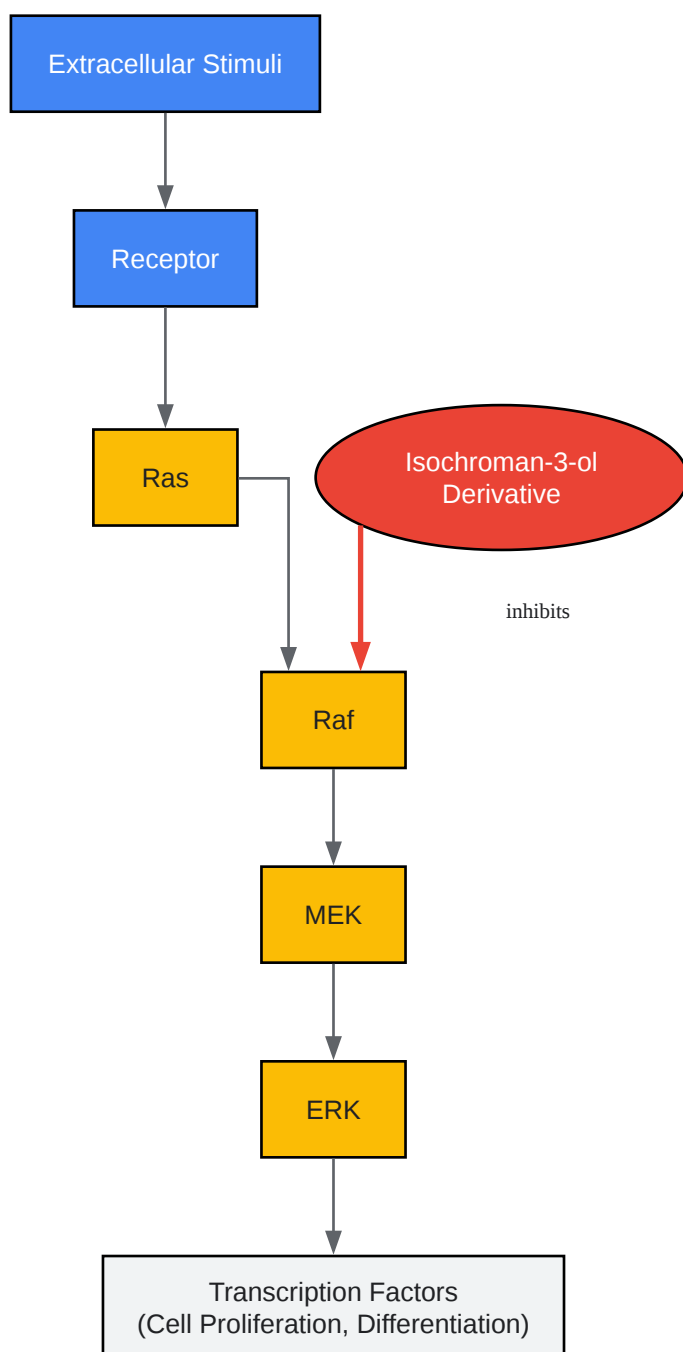 Extracellular Stimuli
Receptor
Ras
Isochroman-3-ol
Derivative
inhibits
Raf
MEK
ERK
Transcription Factors
(Cell Proliferation, Differentiation)